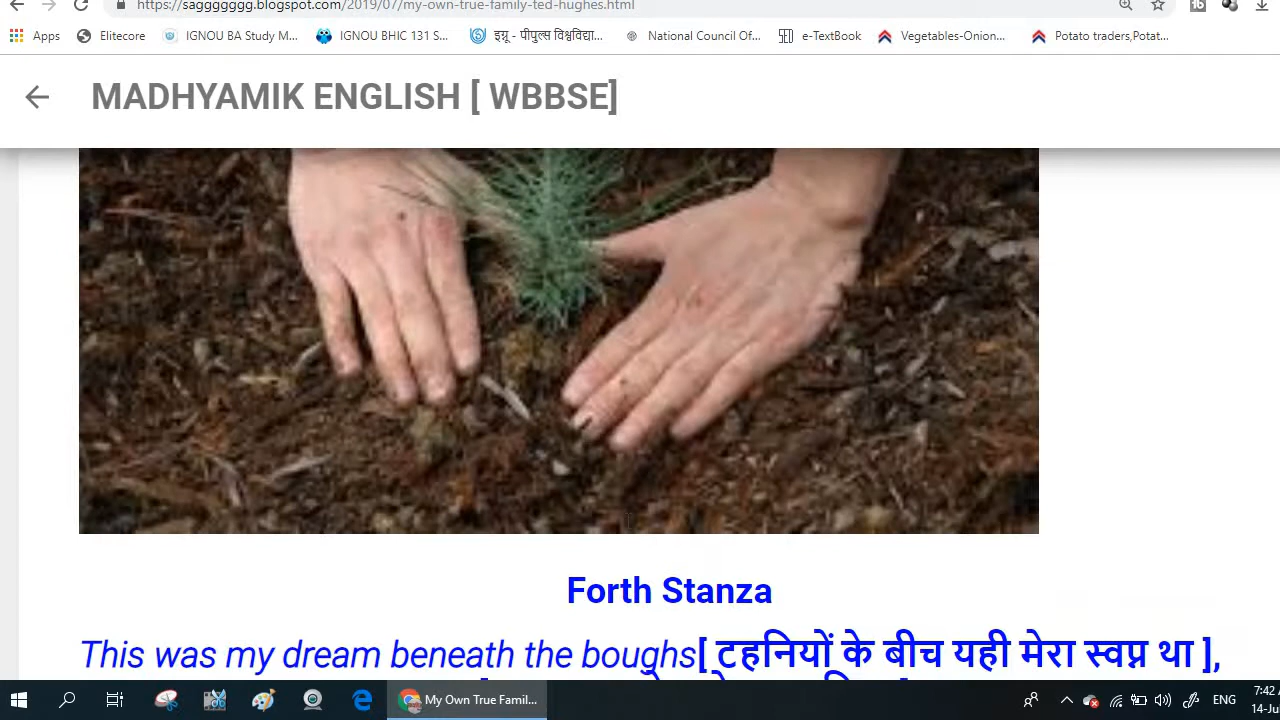 https://saggggggg.blogspot.com/2019/07/my-own-true-family-ted-hughes.html
Apps Elitecore IGNOU BA Study M... IGNOU BHIC 131 S... इग्नू - पीपुल्स विश्वविद्या... National Council Of... e-TextBook Vegetables-Onion... Potato traders,Potat...
MADHYAMIK ENGLISH [ WBBSE]
Forth Stanza
This was my dream beneath the boughs[ टहनियों के बीच यही मेरा स्वप्न था ],
My Own True Famil... ENG 7:42
14-Ju